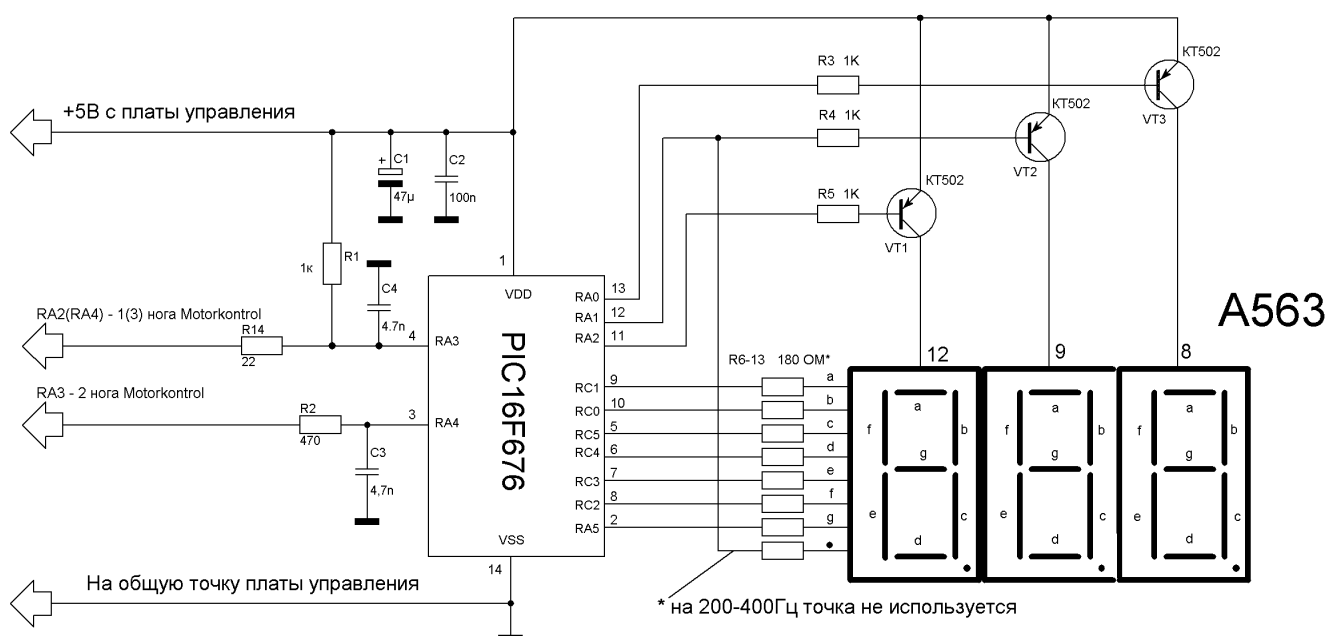 +5В с платы управления
R3 1K
КТ502
VT3
R4 1K
КТ502
VT2
R5 1K
КТ502
VT1
+ C1
47µ
C2
100n
R1
1к
C4
4.7n
1
VDD
RA2(RA4) - 1(3) нога Motorkontrol
R14
22
4
RA3
RA3 - 2 нога Motorkontrol
R2
470
3
RA4
C3
4,7n
PIC16F676
VSS
14
RA0 13
RA1 12
RA2 11
RC1 9
RC0 10
RC5 5
RC4 6
RC3 7
RC2 8
RA5 2
R6-13 180 ОМ*
a
b
c
d
e
f
g
A563
12
9
8
a
f b
g
e c
d
a
f b
g
e c
d
a
f b
g
e c
d
На общую точку платы управления
* на 200-400Гц точка не используется